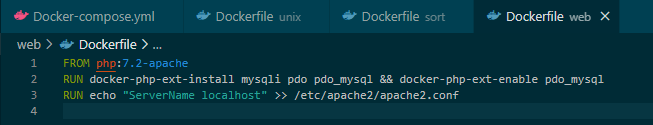 Docker-compose.yml Dockerfile unix Dockerfile sort Dockerfile web
web > Dockerfile > ...
1 FROM php:7.2-apache
2 RUN docker-php-ext-install mysqli pdo pdo_mysql && docker-php-ext-enable pdo_mysql
3 RUN echo "ServerName localhost" >> /etc/apache2/apache2.conf
4